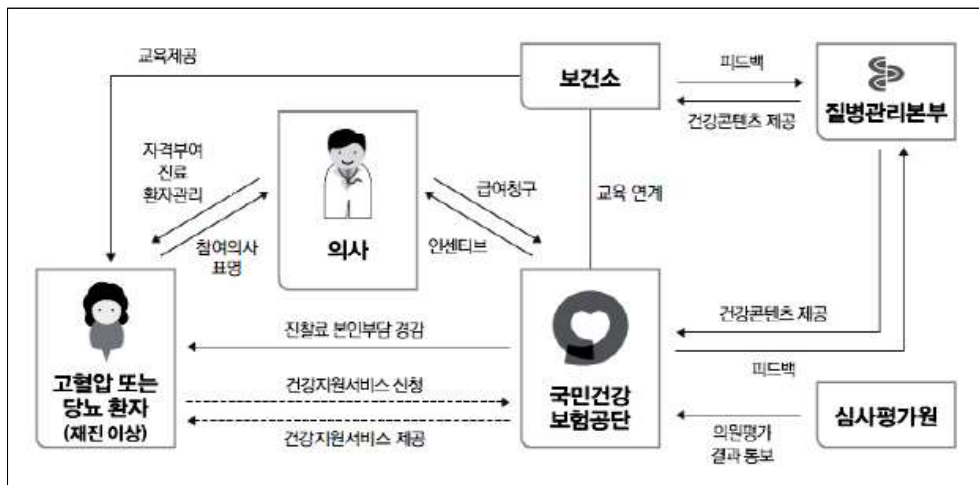 교육제공
보건소
피드백
건강콘텐츠 제공
질병관리본부
자격부여
진료
환자관리
참여의사
표명
의사
급여청구
인센티브
교육 연계
고혈압 또는
당뇨 환자
(재진 이상)
진찰료 본인부담 경감
건강지원서비스 신청
건강지원서비스 제공
국민건강
보험공단
건강콘텐츠 제공
피드백
의원평가
결과 통보
심사평가원